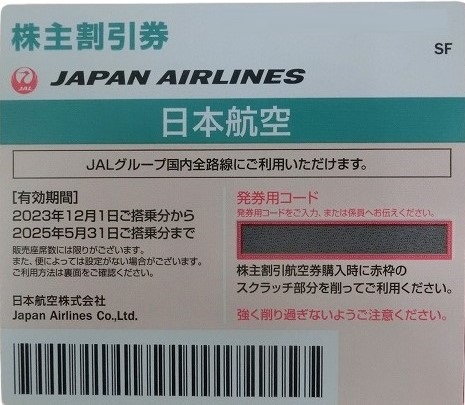 株主割引券
SF
JAL
JAPAN AIRLINES
日本航空
JALグループ国内全路線にご利用いただけます。
[有効期間]
2023年12月1日ご搭乗分から
2025年5月31日ご搭乗分まで
販売座席数には限りがございます。
また、便によっては設定がない場合がございます。
ご利用方法は裏面をご確認ください。
日本航空株式会社
Japan Airlines Co.,Ltd.
発券用コード
発券用コードをご入力、または係員へお伝えください。
株主割引航空券購入時に赤枠の
スクラッチ部分を削ってご利用ください。
強く削り過ぎないようご注意ください。